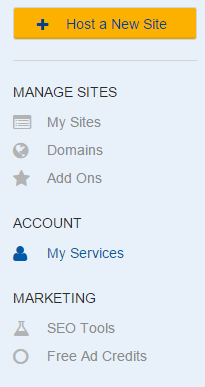 Host a New Site
MANAGE SITES
My Sites
Domains
Add Ons
ACCOUNT
My Services
MARKETING
SEO Tools
Free Ad Credits